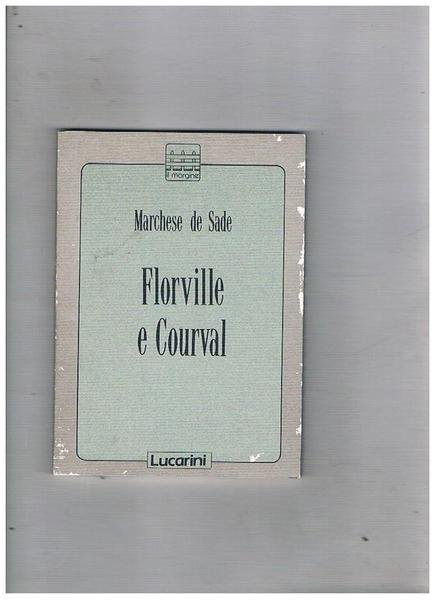 il margine
Marchese de Sade
Florville
e Courval
Lucarini